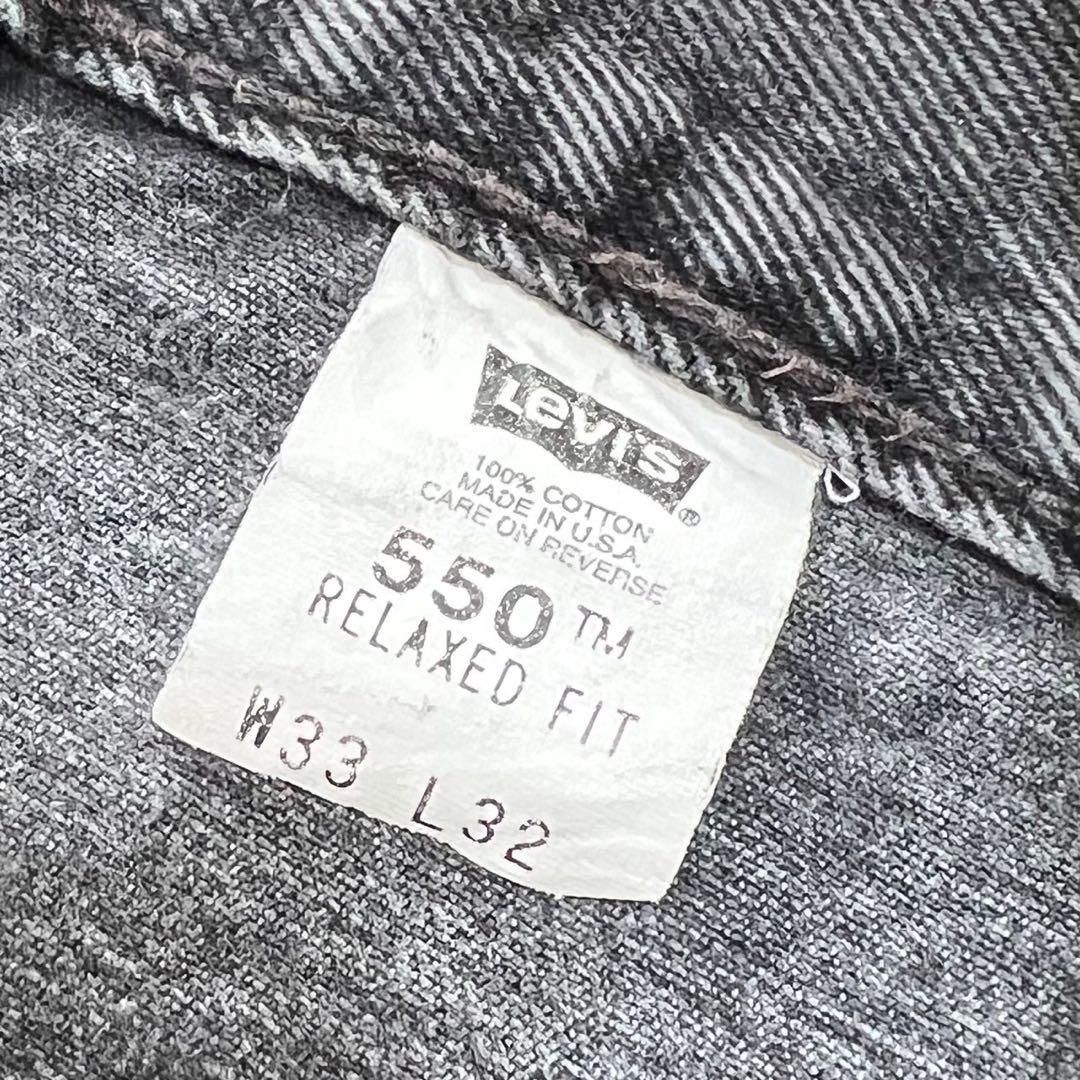 Levi's®
100% COTTON
MADE IN U.S.A.
CARE ON REVERSE
550™
RELAXED FIT
W33 L32